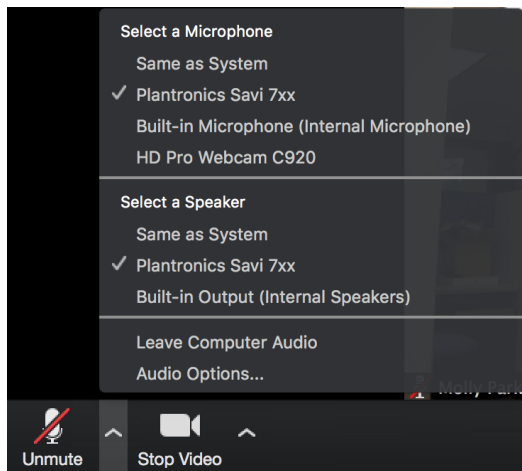 Select a Microphone
Same as System
Plantronics Savi 7xx
Built-in Microphone (Internal Microphone)
HD Pro Webcam C920
Select a Speaker
Same as System
Plantronics Savi 7xx
Built-in Output (Internal Speakers)
Leave Computer Audio
Audio Options...
Molly Park
Unmute
Stop Video